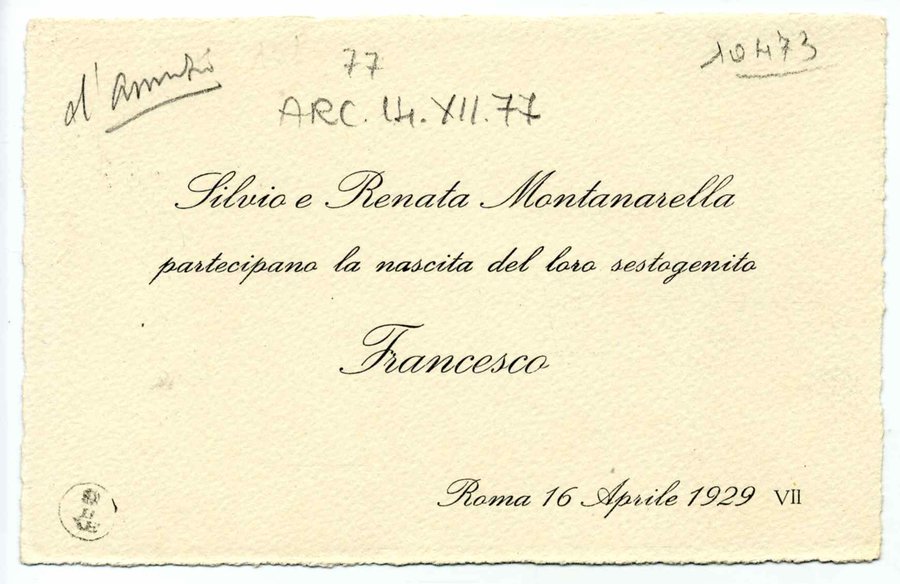 d'Annunzio
77
10473
ARC. 14. XII. 77
Silvio e Renata Montanarella
partecipano la nascita del loro sestogenito
Francesco
Roma 16 Aprile 1929 VII